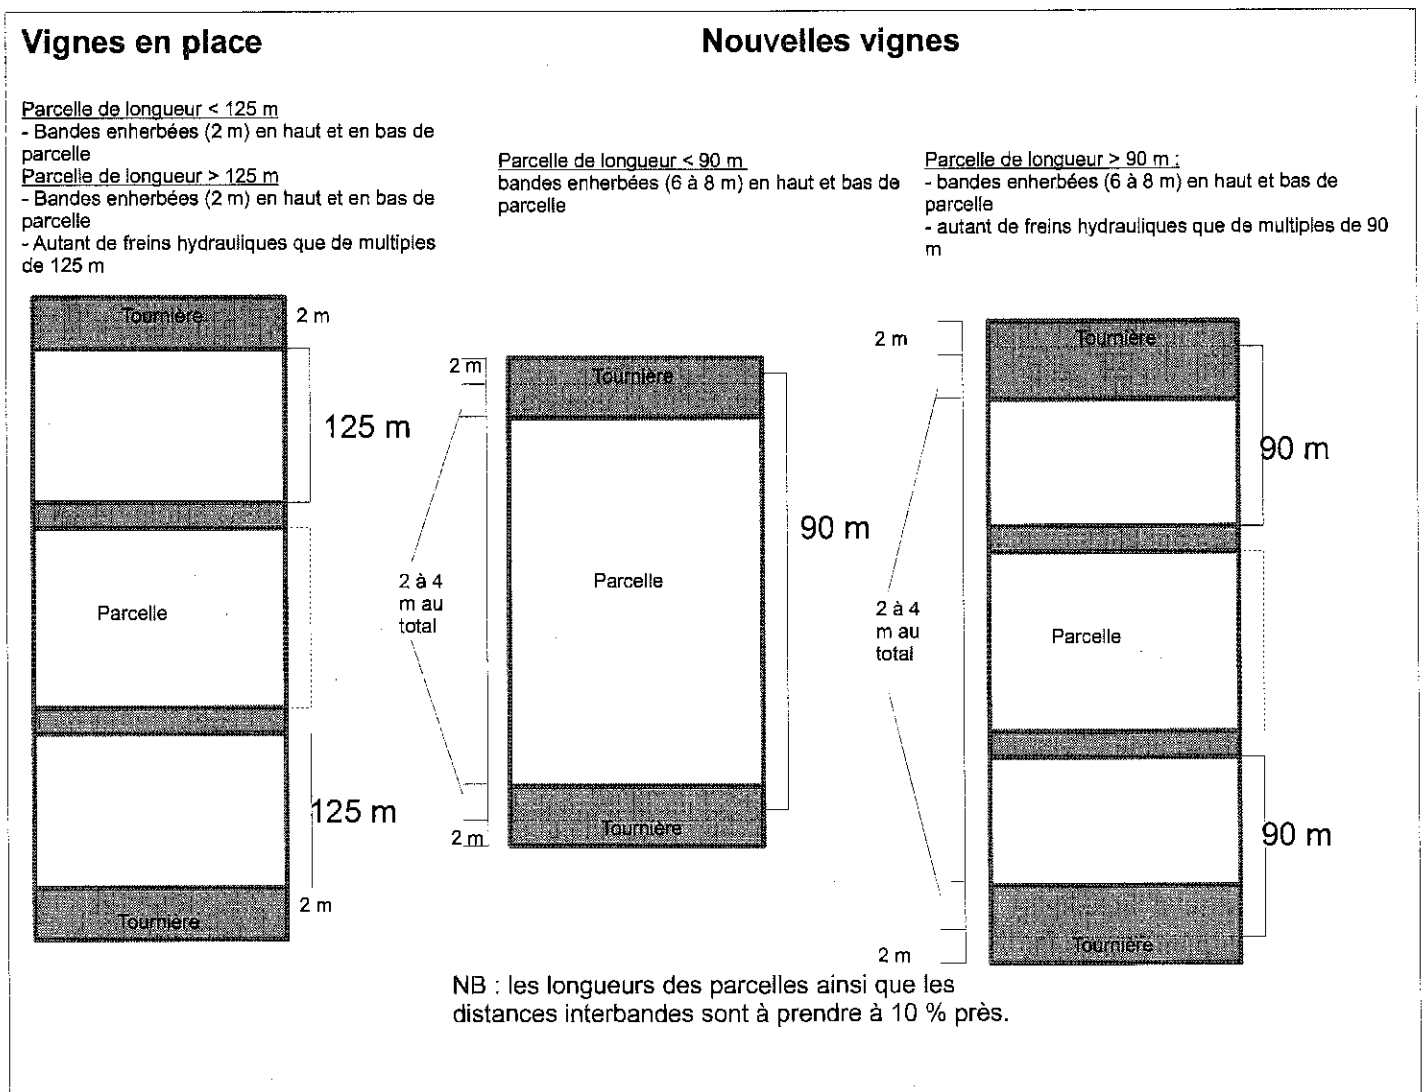 Vignes en place
Nouvelles vignes
Parcelle de longueur < 125 m
- Bandes enherbées (2 m) en haut et en bas de
parcelle
Parcelle de longueur > 125 m
- Bandes enherbées (2 m) en haut et en bas de
parcelle
- Autant de freins hydrauliques que de multiples
de 125 m
Parcelle de longueur < 90 m
bandes enherbées (6 à 8 m) en haut et bas de
parcelle
Parcelle de longueur > 90 m :
- bandes enherbées (6 à 8 m) en haut et bas de
parcelle
- autant de freins hydrauliques que de multiples de 90
m
Tournière
2 m
125 m
Parcelle
125 m
Tournière
2 m
2 m
Tournière
90 m
2 à 4
m au
total
Parcelle
Tournière
2 m
2 m
Tournière
90 m
2 à 4
m au
total
Parcelle
90 m
Tournière
2 m
NB : les longueurs des parcelles ainsi que les
distances interbandes sont à prendre à 10 % près.